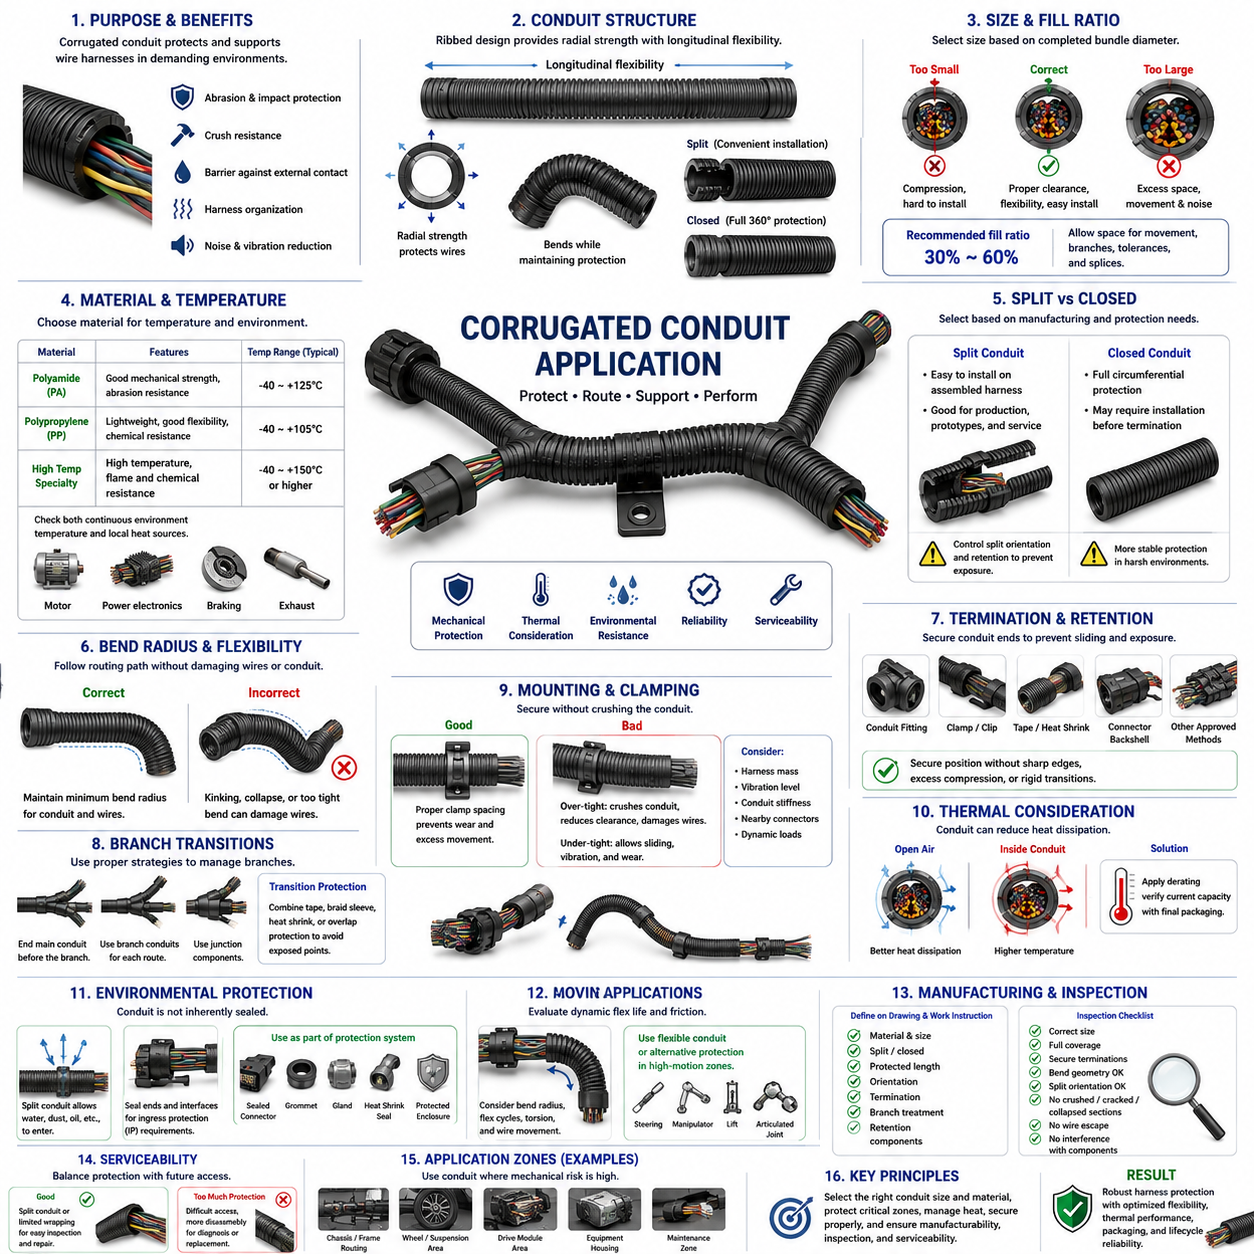 1. PURPOSE & BENEFITS
Corrugated conduit protects and supports
wire harnesses in demanding environments.
Abrasion & impact protection
Crush resistance
Barrier against external contact
Harness organization
Noise & vibration reduction
2. CONDUIT STRUCTURE
Ribbed design provides radial strength with longitudinal flexibility.
Longitudinal flexibility
Radial strength
protects wires
Bends while
maintaining protection
Split (Convenient installation)
Closed (Full 360° protection)
3. SIZE & FILL RATIO
Select size based on completed bundle diameter.
Too Small
Correct
Too Large
Compression,
hard to install
Proper clearance,
flexibility, easy install
Excess space,
movement & noise
Recommended fill ratio
30% ~ 60%
Allow space for movement,
branches, tolerances,
and splices.
4. MATERIAL & TEMPERATURE
Choose material for temperature and environment.
Material
Features
Temp Range (Typical)
Polyamide
(PA)
Good mechanical strength,
abrasion resistance
-40 ~ +125°C
Polypropylene
(PP)
Lightweight, good flexibility,
chemical resistance
-40 ~ +105°C
High Temp
Specialty
High temperature,
flame and chemical
resistance
-40 ~ +150°C
or higher
Check both continuous environment
temperature and local heat sources.
Motor
Power electronics
Braking
Exhaust
CORRUGATED CONDUIT
APPLICATION
Protect • Route • Support • Perform
Mechanical
Protection
Thermal
Consideration
Environmental
Resistance
Reliability
Serviceability
5. SPLIT vs CLOSED
Select based on manufacturing and protection needs.
Split Conduit
• Easy to install on
assembled harness
• Good for production,
prototypes, and service
Control split orientation
and retention to prevent
exposure.
Closed Conduit
• Full circumferential
protection
• May require installation
before termination
More stable protection
in harsh environments.
6. BEND RADIUS & FLEXIBILITY
Follow routing path without damaging wires or conduit.
Correct
Incorrect
Maintain minimum bend radius
for conduit and wires.
Kinking, collapse, or too tight
bend can damage wires.
7. TERMINATION & RETENTION
Secure conduit ends to prevent sliding and exposure.
Conduit Fitting
Clamp / Clip
Tape / Heat Shrink
Connector
Backshell
Other Approved
Methods
Secure position without sharp edges,
excess compression, or rigid transitions.
8. BRANCH TRANSITIONS
Use proper strategies to manage branches.
End main conduit
before the branch.
Use branch conduits
for each route.
Use junction
components.
Transition Protection
Combine tape, braid sleeve,
heat shrink, or overlap
protection to avoid
exposed points.
9. MOUNTING & CLAMPING
Secure without crushing the conduit.
Good
Bad
Proper clamp spacing
prevents wear and
excess movement.
Over-tight: crushes conduit,
reduces clearance, damages wires.
Under-tight: allows sliding,
vibration, and wear.
Consider:
• Harness mass
• Vibration level
• Conduit stiffness
• Nearby connectors
• Dynamic loads
10. THERMAL CONSIDERATION
Conduit can reduce heat dissipation.
Open Air
Inside Conduit
Solution
Better heat dissipation
Higher temperature
Apply derating
verify current capacity
with final packaging.
11. ENVIRONMENTAL PROTECTION
Conduit is not inherently sealed.
Split conduit allows
water, dust, oil, etc.,
to enter.
Seal ends and interfaces
for ingress protection
(IP) requirements.
Use as part of protection system
Sealed
Connector
Grommet
Gland
Heat Shrink
Seal
Protected
Enclosure
12. MOVIN APPLICATIONS
Evaluate dynamic flex life and friction.
Consider bend radius,
flex cycles, torsion,
and wire movement.
Use flexible conduit
or alternative protection
in high-motion zones.
Steering
Manipulator
Lift
Articulated
Joint
13. MANUFACTURING & INSPECTION
Define on Drawing & Work Instruction
Material & size
Split / closed
Protected length
Orientation
Termination
Branch treatment
Retention
components
Inspection Checklist
Correct size
Full coverage
Secure terminations
Bend geometry OK
Split orientation OK
No crushed / cracked /
collapsed sections
No wire escape
No interference
with components
14. SERVICEABILITY
Balance protection with future access.
Good
Split conduit or
limited wrapping
for easy inspection
and repair.
Too Much Protection
Difficult access,
more disassembly
for diagnosis or
replacement.
15. APPLICATION ZONES (EXAMPLES)
Use conduit where mechanical risk is high.
Chassis / Frame
Routing
Wheel / Suspension
Area
Drive Module
Area
Equipment
Housing
Maintenance
Zone
16. KEY PRINCIPLES
Select the right conduit size and material,
protect critical zones, manage heat, secure
properly, and ensure manufacturability,
inspection, and serviceability.
RESULT
Robust harness protection
with optimized flexibility,
thermal performance,
packaging, and lifecycle
reliability.